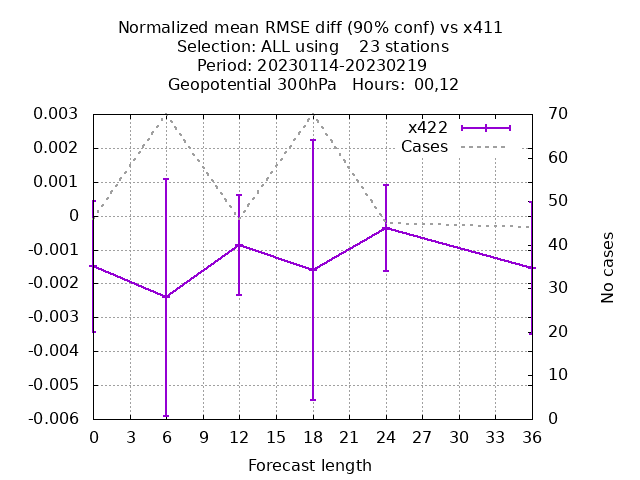 Normalized mean RMSE diff (90% conf) vs x411
Selection: ALL using    23 stations
Period: 20230114-20230219
Geopotential 300hPa   Hours:  00,12
x422
Cases
0.003
0.002
0.001
0
-0.001
-0.002
-0.003
-0.004
-0.005
-0.006
70
60
50
40
30
20
10
0
No cases
0 3 6 9 12 15 18 21 24 27 30 33 36
Forecast length